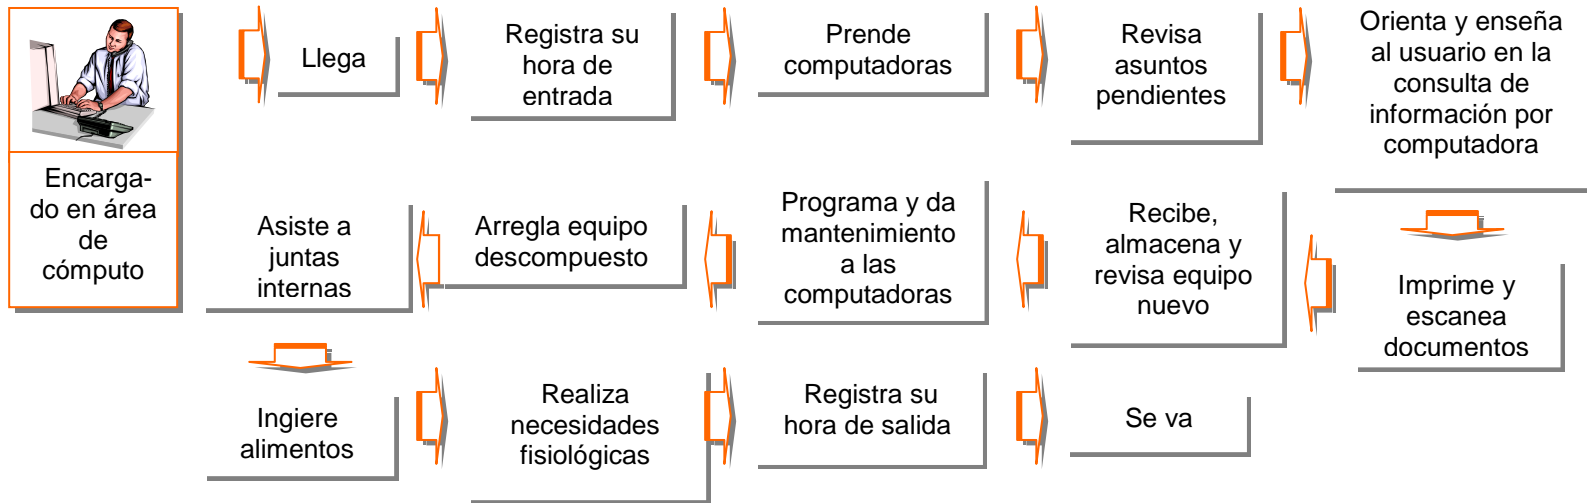 Encarga-
do en área
de
cómputo
Llega
Registra su
hora de
entrada
Prende
computadoras
Revisa
asuntos
pendientes
Orienta y enseña
al usuario en la
consulta de
información por
computadora
Imprime y
escanea
documentos
Recibe,
almacena y
revisa equipo
nuevo
Programa y da
mantenimiento
a las
computadoras
Arregla equipo
descompuesto
Asiste a
juntas
internas
Ingiere
alimentos
Realiza
necesidades
fisiológicas
Registra su
hora de salida
Se va